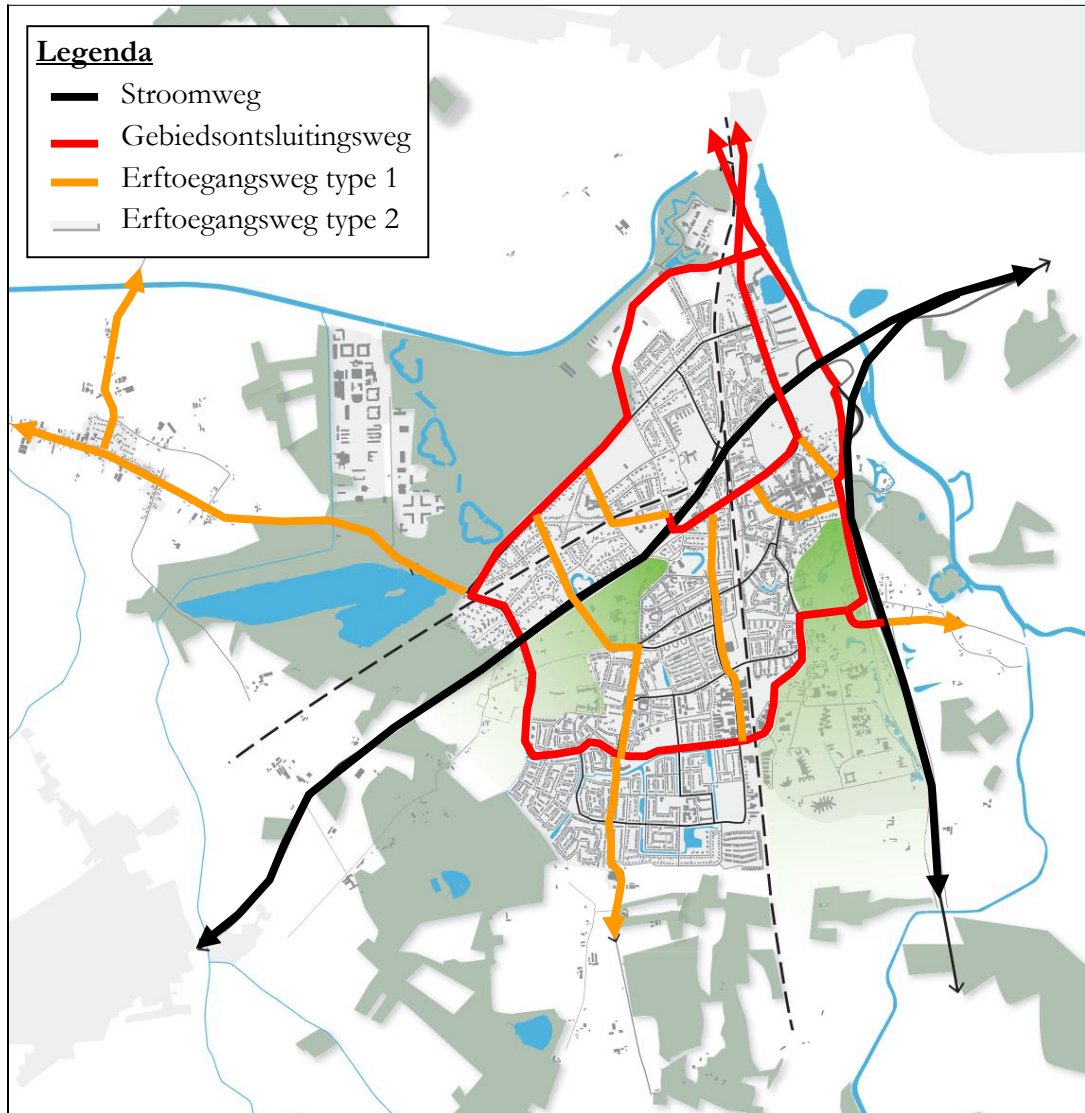 Legenda
Stroomweg
Gebiedsontsluitingsweg
Erftoegangsweg type 1
Erftoegangsweg type 2